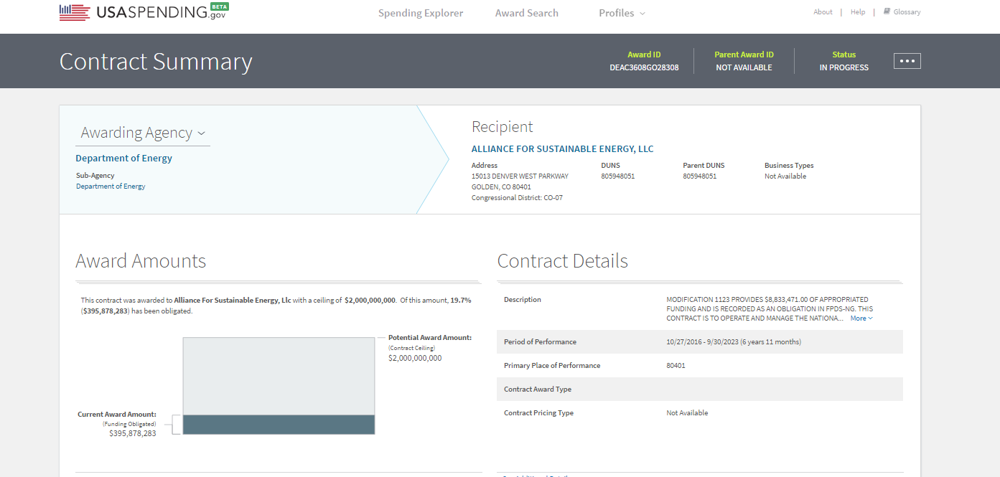 USASPENDING.gov BETA
Spending Explorer Award Search Profiles
About | Help | Glossary
Contract Summary
Award ID
DEAC3608GO28308
Parent Award ID
NOT AVAILABLE
Status
IN PROGRESS
Awarding Agency
Department of Energy
Sub-Agency
Department of Energy
Recipient
ALLIANCE FOR SUSTAINABLE ENERGY, LLC
Address
15013 DENVER WEST PARKWAY
GOLDEN, CO 80401
Congressional District: CO-07
DUNS
805948051
Parent DUNS
805948051
Business Types
Not Available
Award Amounts
This contract was awarded to Alliance For Sustainable Energy, Llc with a ceiling of $2,000,000,000. Of this amount, 19.7%
($395,878,283) has been obligated.
Potential Award Amount:
(Contract Ceiling)
$2,000,000,000
Current Award Amount:
(Funding Obligated)
$395,878,283
Contract Details
Description
MODIFICATION 1123 PROVIDES $8,833,471.00 OF APPROPRIATED
FUNDING AND IS RECORDED AS AN OBLIGATION IN FPDS-NG. THIS
CONTRACT IS TO OPERATE AND MANAGE THE NATIONA... More
Period of Performance
10/27/2016 - 9/30/2023 (6 years 11 months)
Primary Place of Performance
80401
Contract Award Type
Contract Pricing Type
Not Available